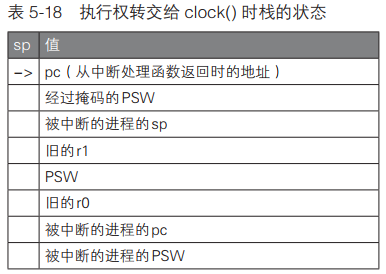 表 5-18 执行权转交给 clock() 时栈的状态
sp 值
–> pc（从中断处理函数返回时的地址）
经过掩码的PSW
被中断的进程的sp
旧的r1
PSW
旧的r0
被中断的进程的pc
被中断的进程的PSW